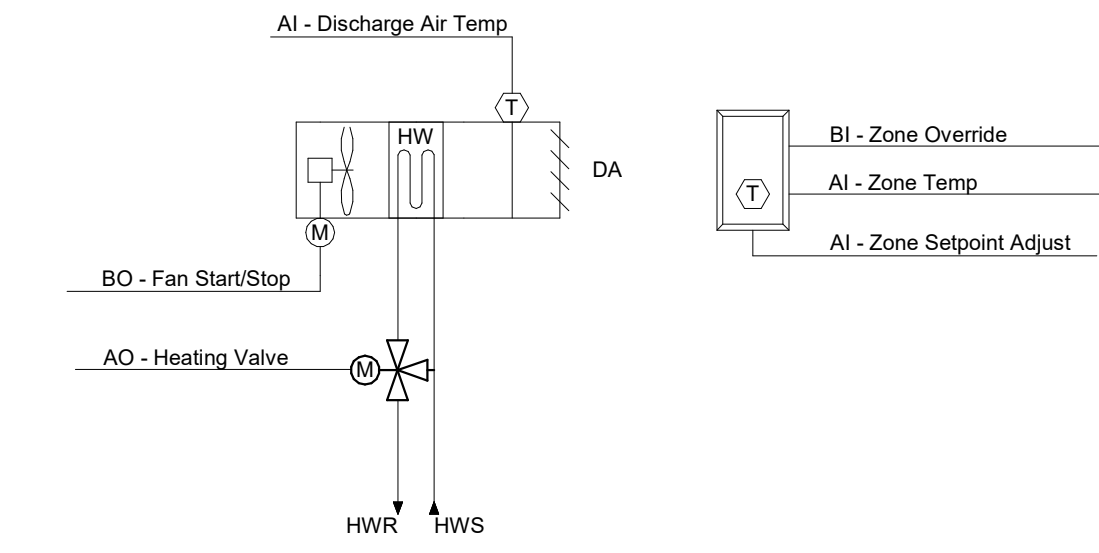 AI - Discharge Air Temp
T
HW
DA
M
BO - Fan Start/Stop
AO - Heating Valve
M
HWR
HWS
BI - Zone Override
T
AI - Zone Temp
AI - Zone Setpoint Adjust